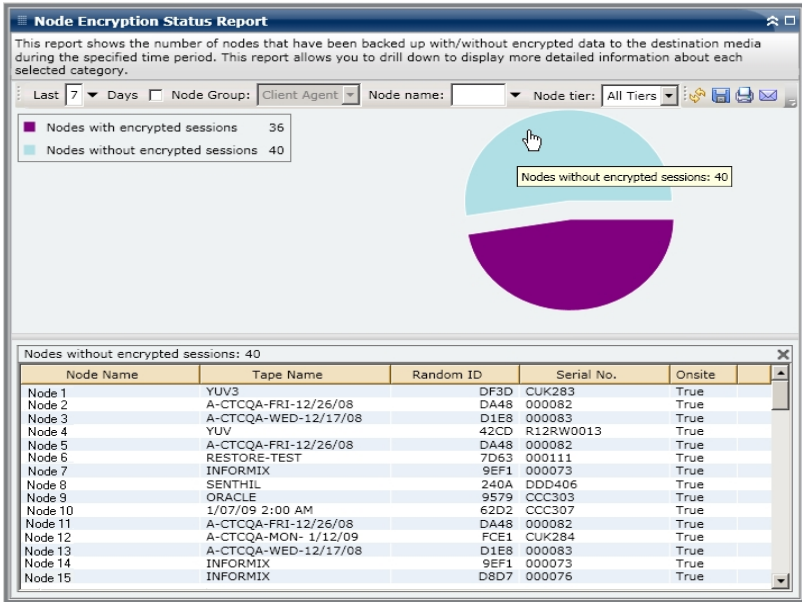 Node Encryption Status Report
This report shows the number of nodes that have been backed up with/without encrypted data to the destination media
during the specified time period. This report allows you to drill down to display more detailed information about each
selected category.
Last 7 Days Node Group: Client Agent Node name: Node tier: All Tiers
Nodes with encrypted sessions 36
Nodes without encrypted sessions 40
Nodes without encrypted sessions: 40
Nodes without encrypted sessions: 40
Node Name Tape Name Random ID Serial No. Onsite
Node 1 YUV3 DF3D CUK283 True
Node 2 A-CTCQA-FRI-12/26/08 DA48 000082 True
Node 3 A-CTCQA-WED-12/17/08 D1E8 000083 True
Node 4 YUV 42CD R12RW0013 True
Node 5 A-CTCQA-FRI-12/26/08 DA48 000082 True
Node 6 RESTORE-TEST 7D63 000111 True
Node 7 INFORMIX 9EF1 000073 True
Node 8 SENTHIL 240A DDD406 True
Node 9 ORACLE 9579 CCC303 True
Node 10 1/07/09 2:00 AM 62D2 CCC307 True
Node 11 A-CTCQA-FRI-12/26/08 DA48 000082 True
Node 12 A-CTCQA-MON- 1/12/09 FCE1 CUK284 True
Node 13 A-CTCQA-WED-12/17/08 D1E8 000083 True
Node 14 INFORMIX 9EF1 000073 True
Node 15 INFORMIX D8D7 000076 True